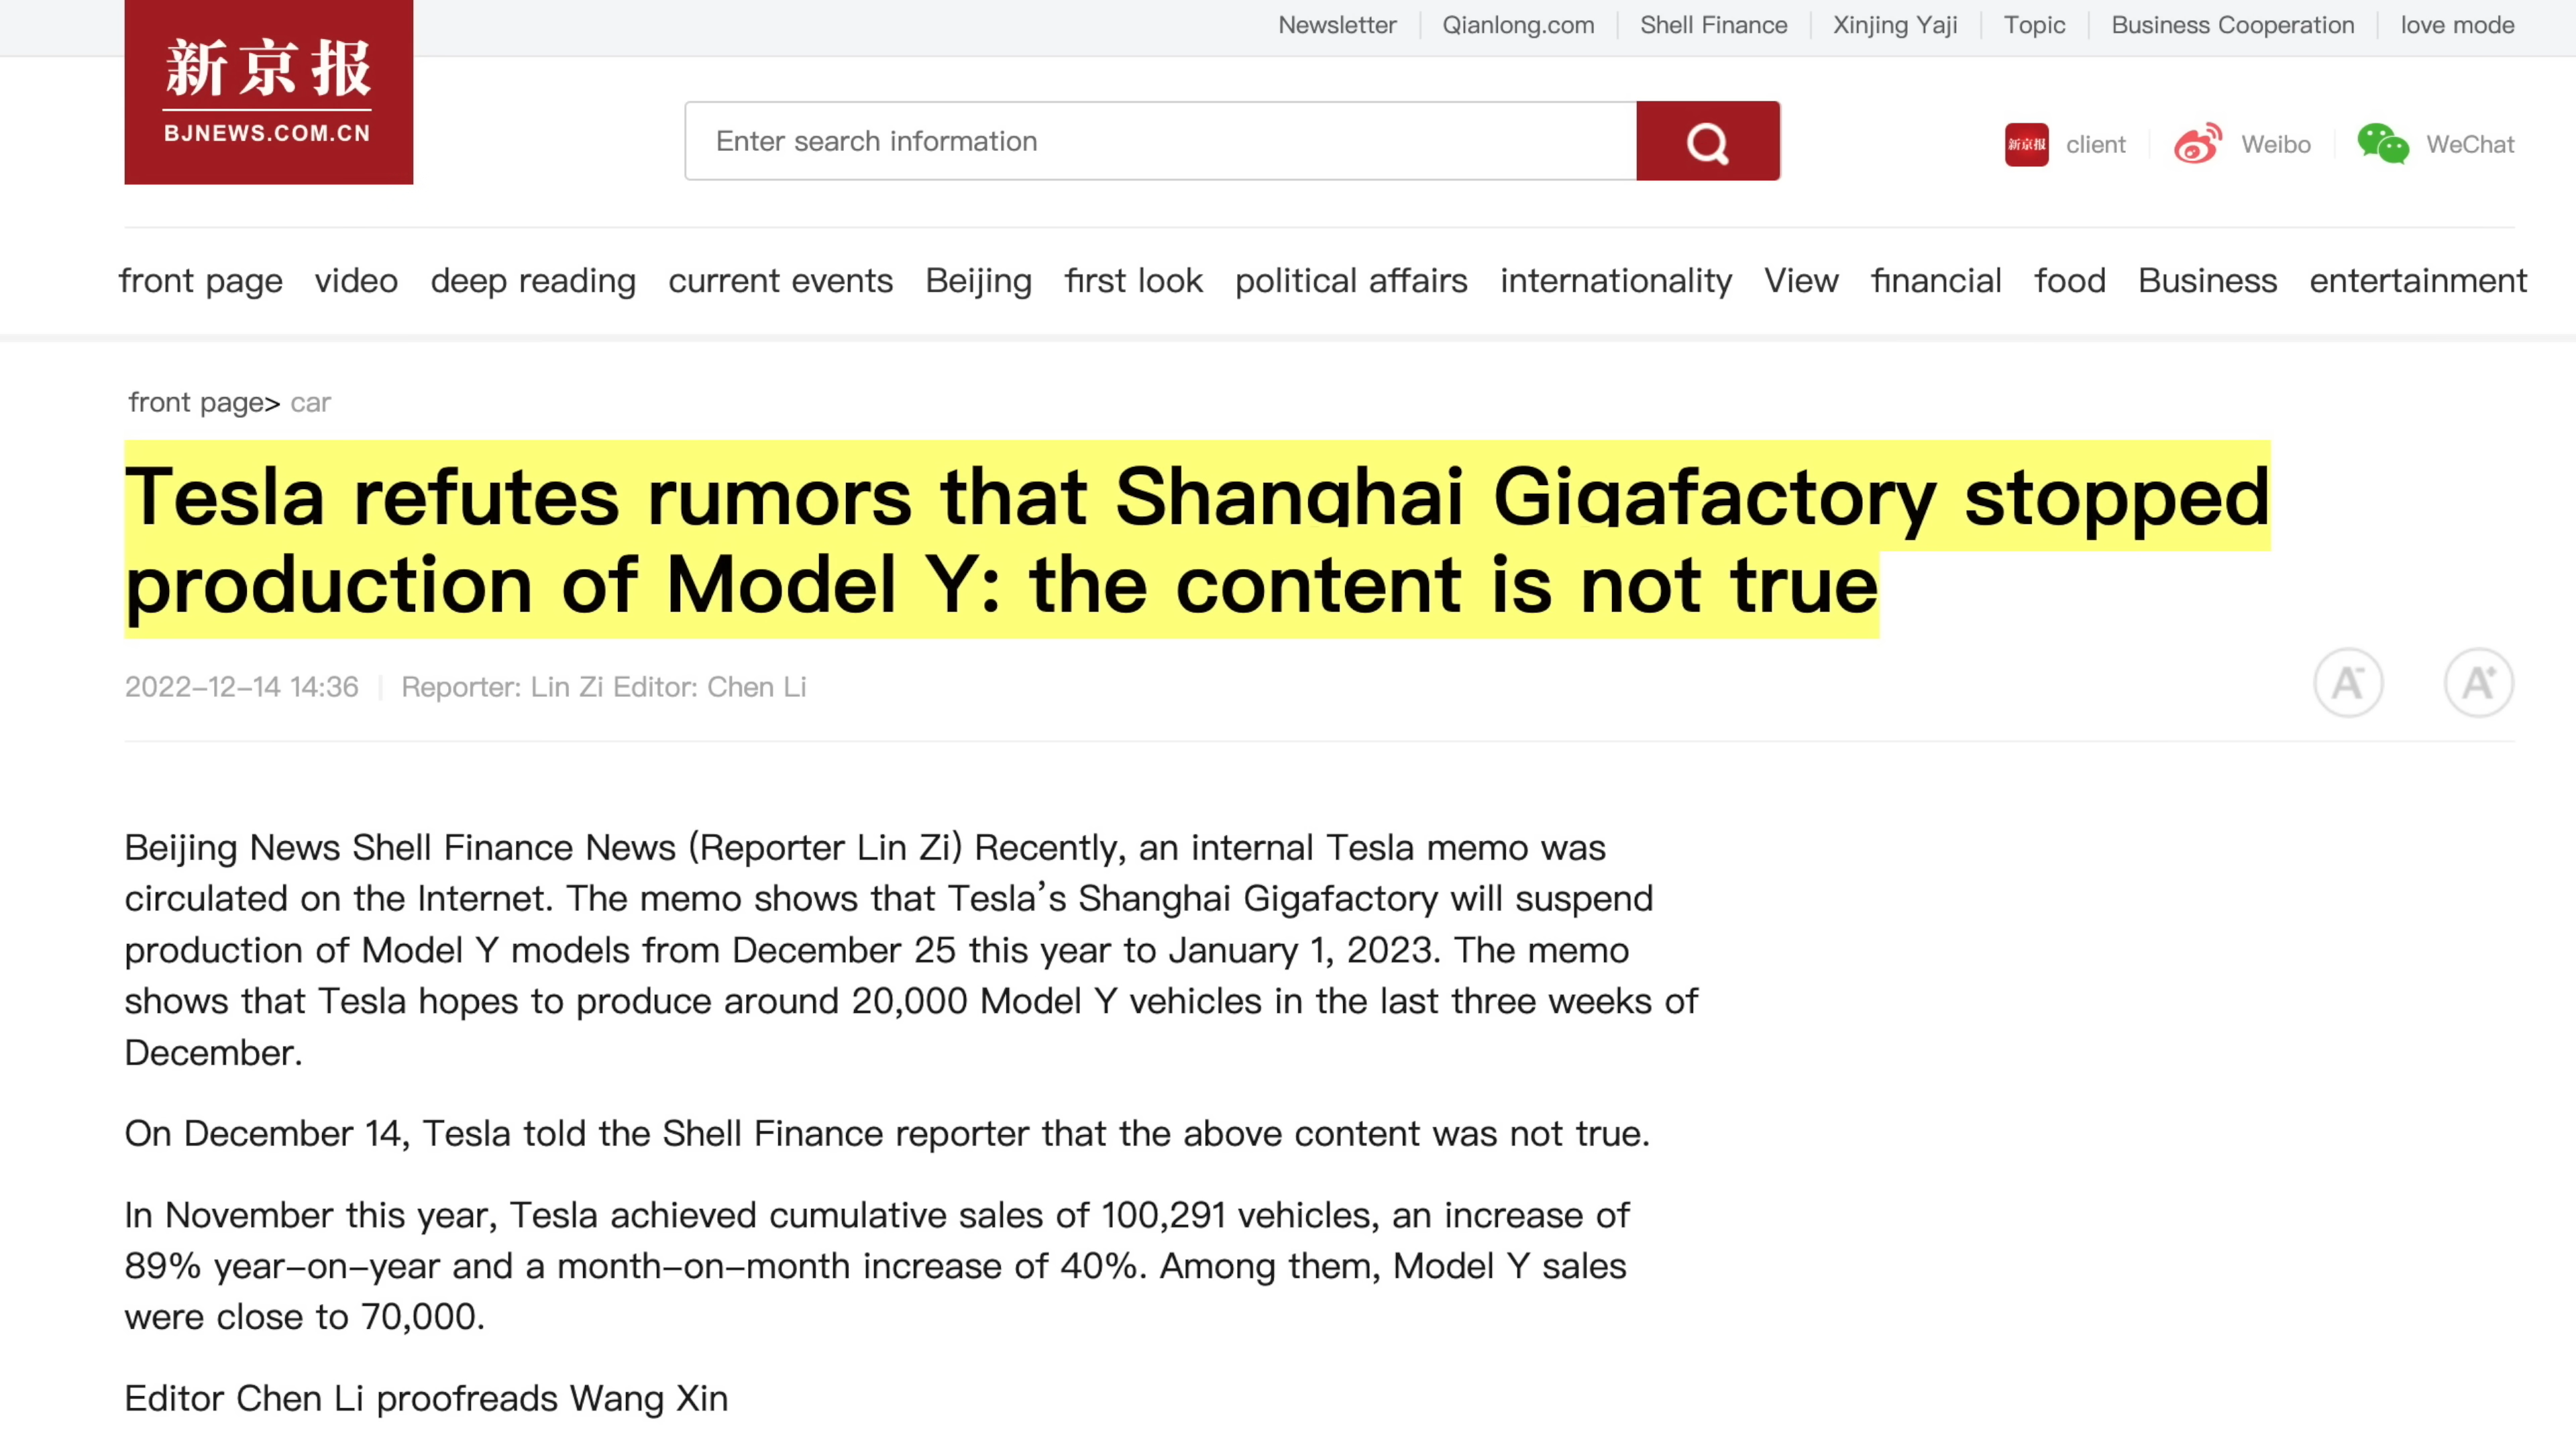 Newsletter Qianlong.com Shell Finance Xinjing Yaji Topic Business Cooperation love mode
新京报
BJNEWS.COM.CN
Enter search information
新京报 client Weibo WeChat
front page video deep reading current events Beijing first look political affairs internationality View financial food Business entertainment
front page> car
Tesla refutes rumors that Shanghai Gigafactory stopped
production of Model Y: the content is not true
2022-12-14 14:36 Reporter: Lin Zi Editor: Chen Li
A- A+
Beijing News Shell Finance News (Reporter Lin Zi) Recently, an internal Tesla memo was
circulated on the Internet. The memo shows that Tesla’s Shanghai Gigafactory will suspend
production of Model Y models from December 25 this year to January 1, 2023. The memo
shows that Tesla hopes to produce around 20,000 Model Y vehicles in the last three weeks of
December.
On December 14, Tesla told the Shell Finance reporter that the above content was not true.
In November this year, Tesla achieved cumulative sales of 100,291 vehicles, an increase of
89% year-on-year and a month-on-month increase of 40%. Among them, Model Y sales
were close to 70,000.
Editor Chen Li proofreads Wang Xin